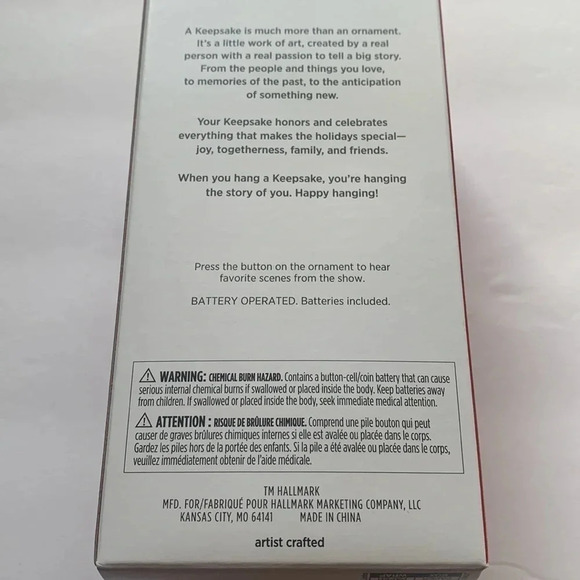 A Keepsake is much more than an ornament.
It's a little work of art, created by a real
person with a real passion to tell a big story.
From the people and things you love,
to memories of the past, to the anticipation
of something new.
Your Keepsake honors and celebrates
everything that makes the holidays special—
joy, togetherness, family, and friends.
When you hang a Keepsake, you're hanging
the story of you. Happy hanging!
Press the button on the ornament to hear
favorite scenes from the show.
BATTERY OPERATED. Batteries included.
WARNING: CHEMICAL BURN HAZARD. Contains a button-cell/coin battery that can cause
serious internal chemical burns if swallowed or placed inside the body. Keep batteries away
from children. If swallowed or placed inside the body, seek immediate medical attention.
ATTENTION : RISQUE DE BRÛLURE CHIMIQUE. Comprend une pile bouton qui peut
causer de graves brûlures chimiques internes si elle est avalée ou placée dans le corps.
Gardez les piles hors de la portée des enfants. Si la pile a été avalée ou placée dans le corps,
veuillez immédiatement obtenir de l'aide médicale.
TM HALLMARK
MFD. FOR/FABRIQUÉ POUR HALLMARK MARKETING COMPANY, LLC
KANSAS CITY, MO 64141 MADE IN CHINA
artist crafted